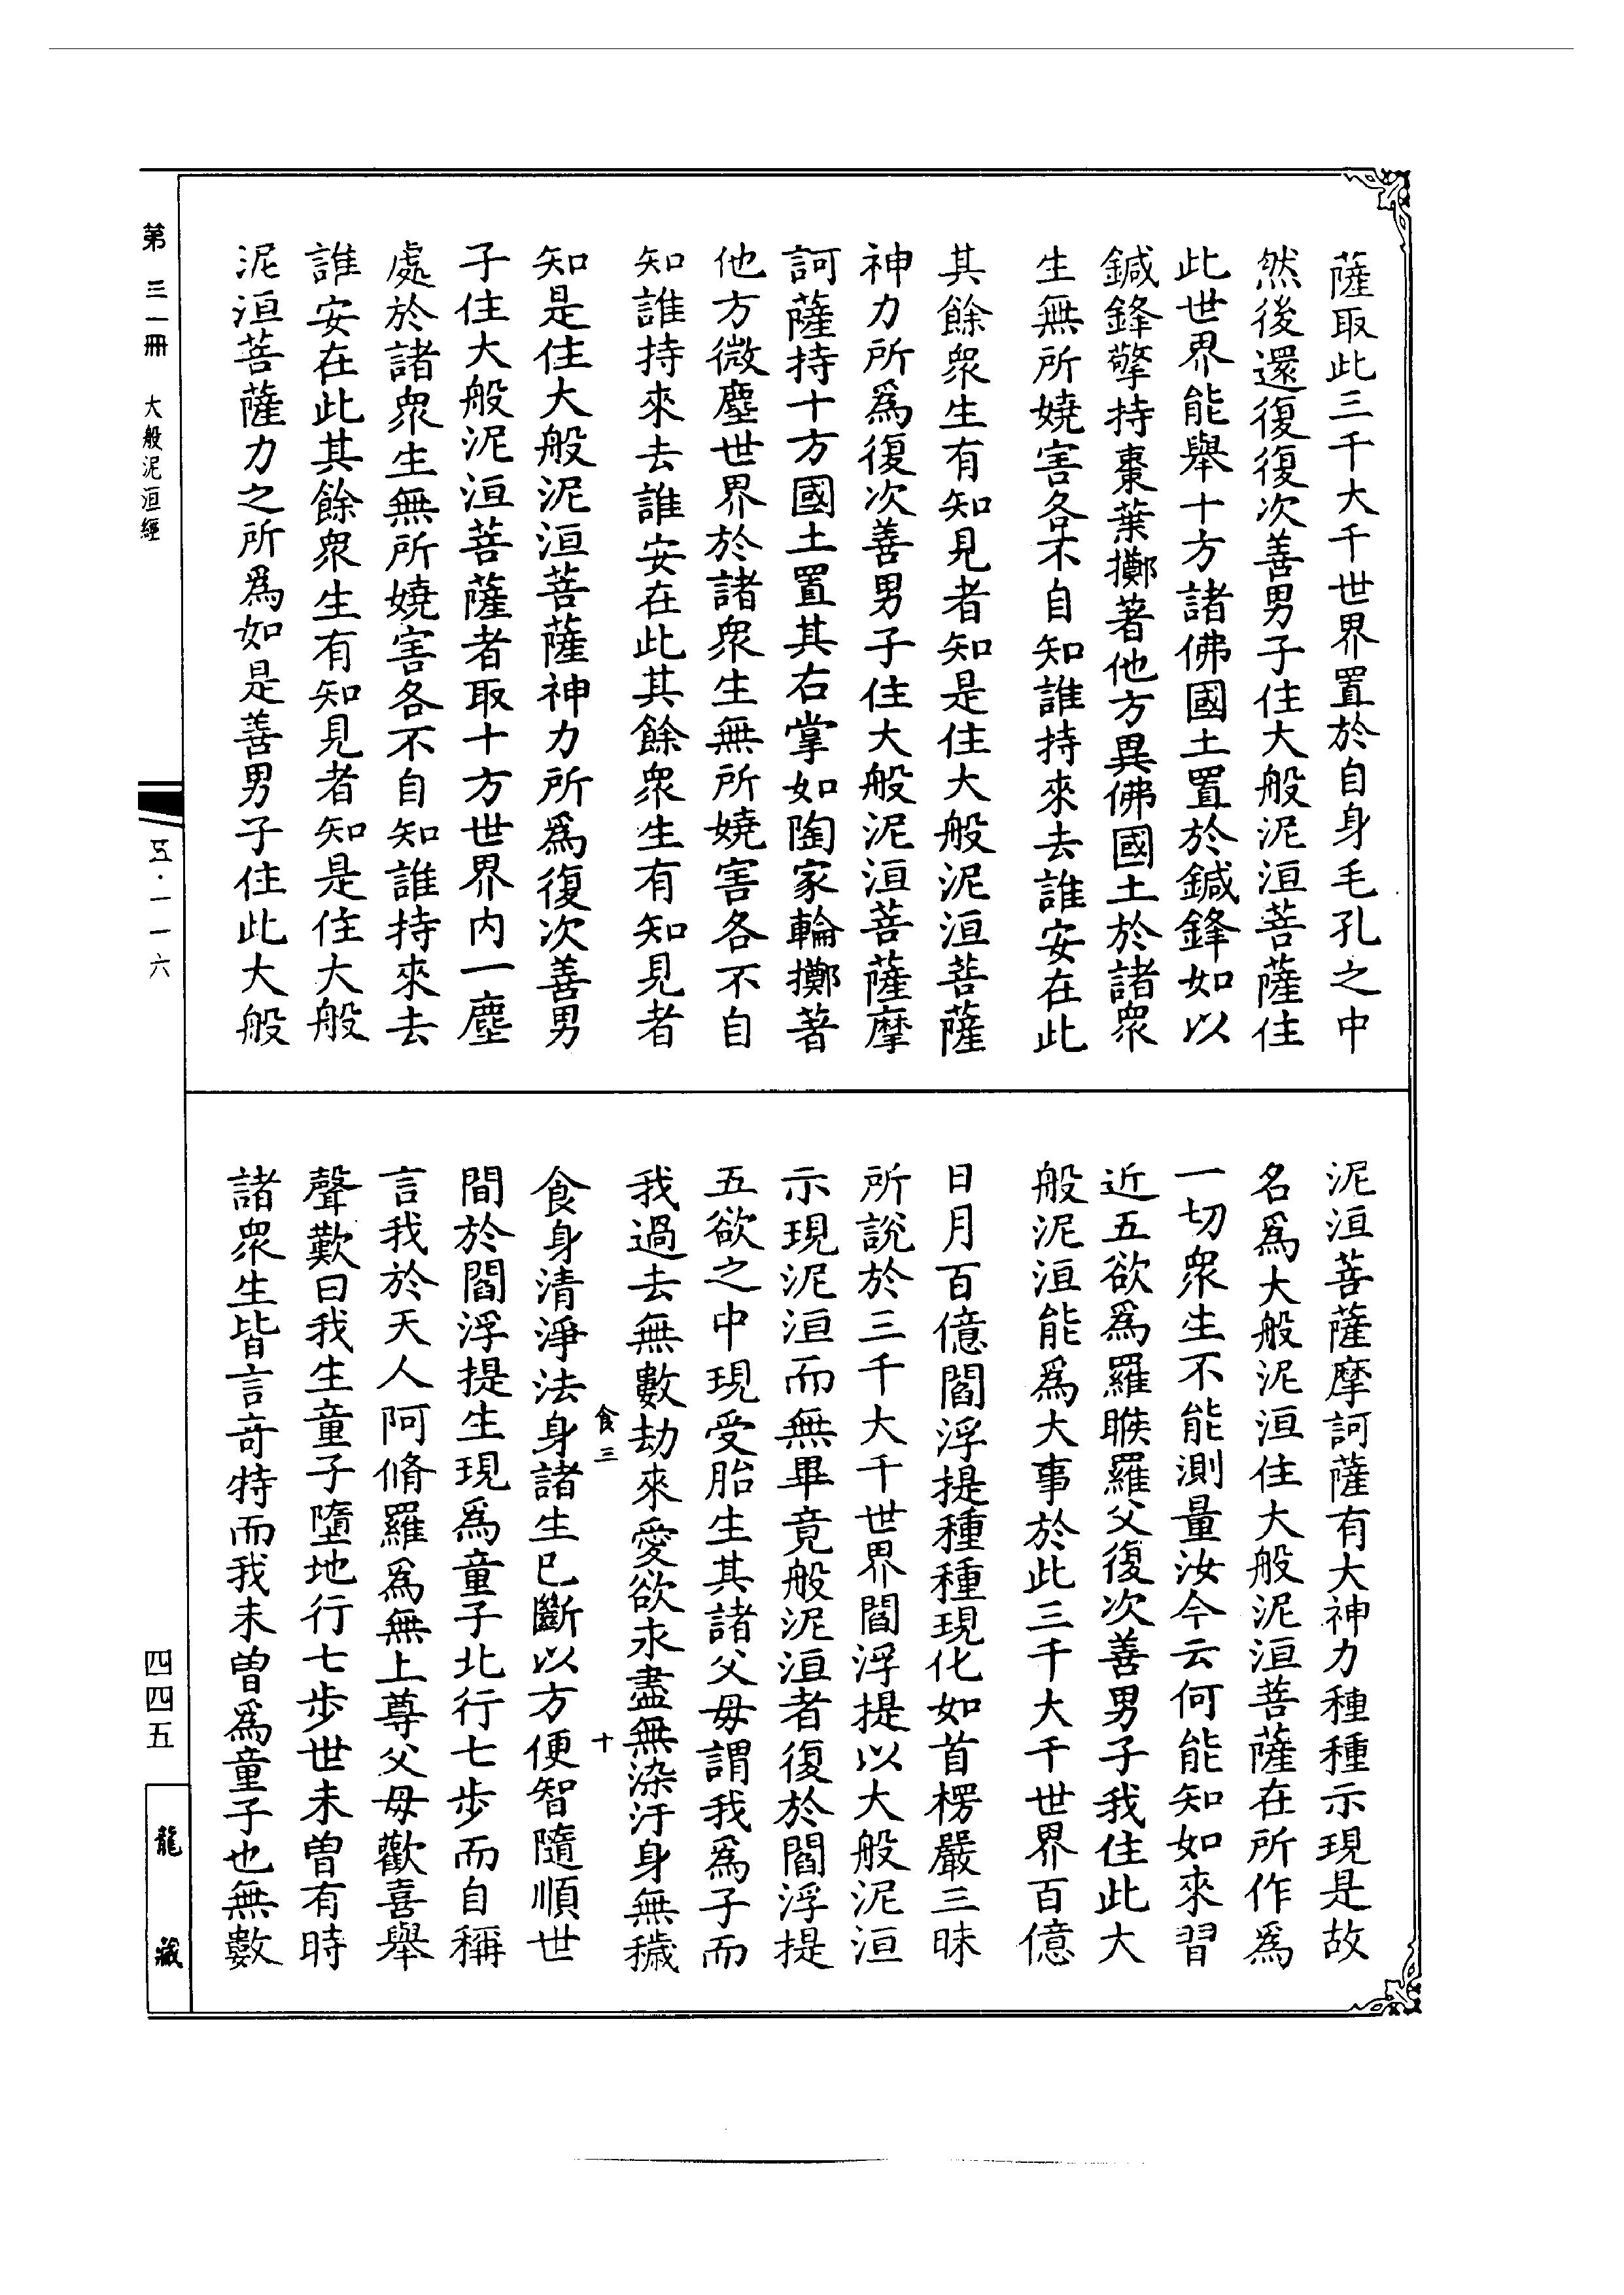 薩取此三千大千世界置於自身毛孔之中
然後還復復次善男子住大般泥洹菩薩住
此世界能舉十方諸佛國土置於鍼鋒如以
鍼鋒擎持棗葉擲著他方異佛國土於諸眾
生無所嬈害各不自知誰持來去誰安在此
其餘眾生有知見者知是住大般泥洹菩薩
神力所爲復次善男子住大般泥洹菩薩摩
訶薩持十方國土置其右掌如陶家輪擲著
他方微塵世界於諸眾生無所嬈害各不自
知誰持來去誰安在此其餘眾生有知見者
知是住大般泥洹菩薩神力所爲復次善男
子住大般泥洹菩薩者取十方世界内一塵
處於諸眾生無所嬈害各不自知誰持來去
誰安在此其餘眾生有知見者知是住大般
泥洹菩薩力之所爲如是善男子住此大般
泥洹菩薩摩訶薩有大神力種種示現是故
名爲大般泥洹住大般泥洹菩薩在所作爲
一切眾生不能測量汝今云何能知如來習
近五欲爲羅睺羅父復次善男子我住此大
般泥洹能爲大事於此三千大千世界百億
日月百億閻浮提種種現化如首楞嚴三昧
所說於三千大千世界閻浮提以大般泥洹
示現泥洹而無畢竟般泥洹者復於閻浮提
五欲之中現受胎生其諸父母謂我爲子而
我過去無數劫來愛欲永盡無染汙身無穢
食身清淨法身諸生已斷以方便智隨順世
間於閻浮提生現爲童子北行七步而自稱
言我於天人阿脩羅爲無上尊父母歡喜舉
聲歎曰我生童子墮地行七步世未曾有時
諸眾生皆言奇特而我未曾爲童子也無數
食三
十
第三一冊 大般泥洹經
五·一一六
四四五
龍藏